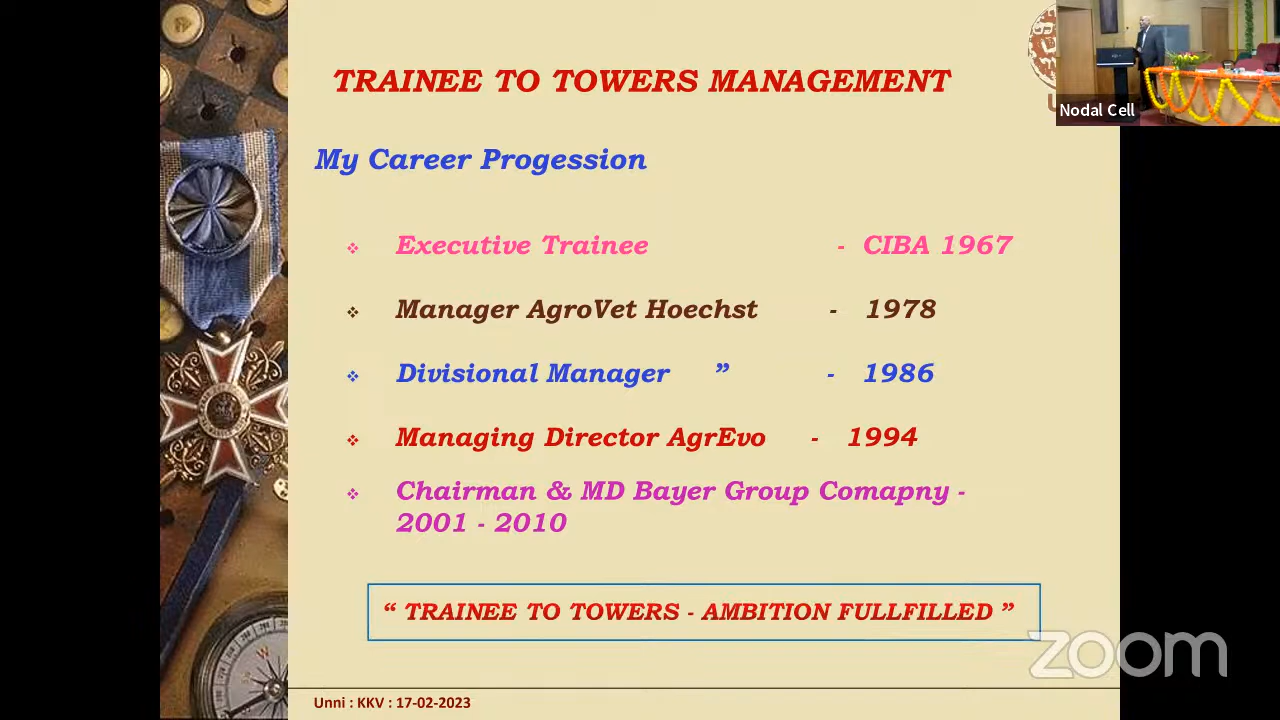 TRAINEE TO TOWERS MANAGEMENT
Nodal Cell
My Career Progession
Executive Trainee - CIBA 1967
Manager AgroVet Hoechst - 1978
Divisional Manager ” - 1986
Managing Director AgrEvo - 1994
Chairman & MD Bayer Group Comapny -
2001 - 2010
“ TRAINEE TO TOWERS - AMBITION FULLFILLED ”
zoom
Unni : KKV : 17-02-2023